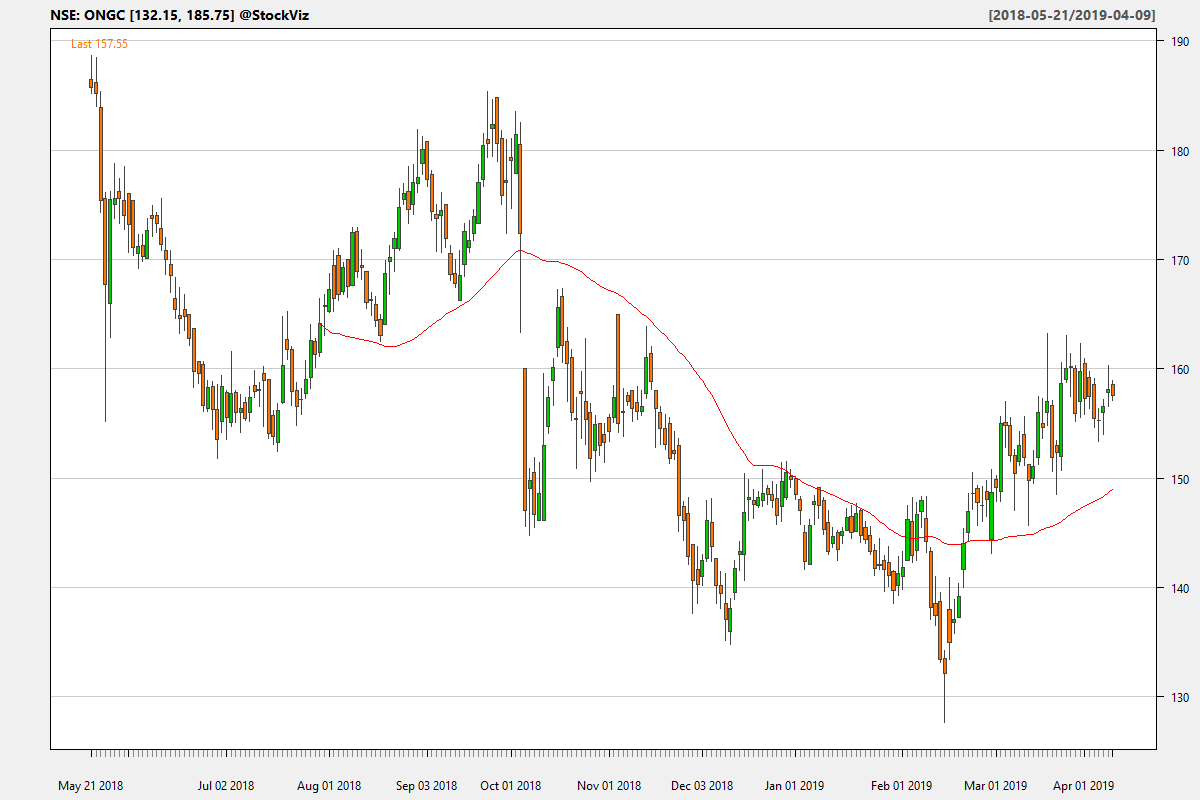 NSE: ONGC [132.15, 185.75] @StockViz
[2018-05-21/2019-04-09]
Last 157.55
190
180
170
160
150
140
130
May 21 2018 Jul 02 2018 Aug 01 2018 Sep 03 2018 Oct 01 2018 Nov 01 2018 Dec 03 2018 Jan 01 2019 Feb 01 2019 Mar 01 2019 Apr 01 2019